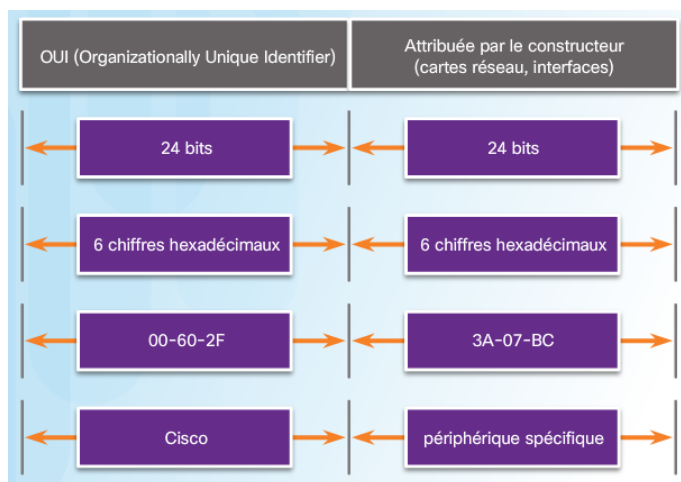 OUI (Organizationally Unique Identifier)
Attribuée par le constructeur
(cartes réseau, interfaces)
24 bits
24 bits
6 chiffres hexadécimaux
6 chiffres hexadécimaux
00-60-2F
3A-07-BC
Cisco
périphérique spécifique